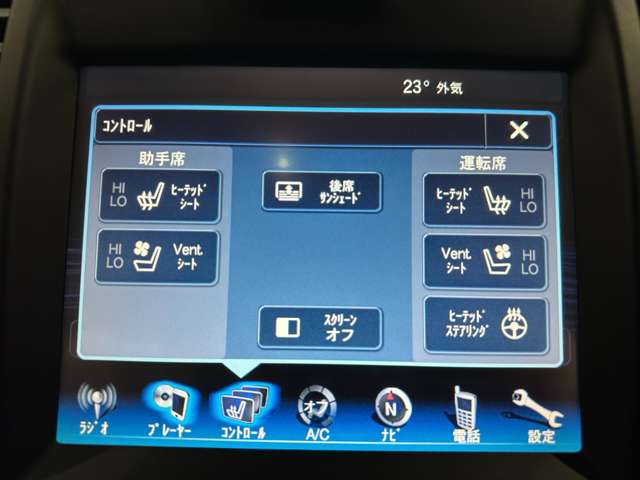 23° 外気
コントロール
助手席
運転席
HI
LO
ヒーテッド
シート
後席
サンシェード
ヒーテッド
シート
HI
LO
HI
LO
Vent.
シート
Vent.
シート
HI
LO
スクリーン
オフ
ヒーテッド
ステアリング
ラジオ
プレーヤー
コントロール
オフ
A/C
N
ナビ
電話
設定